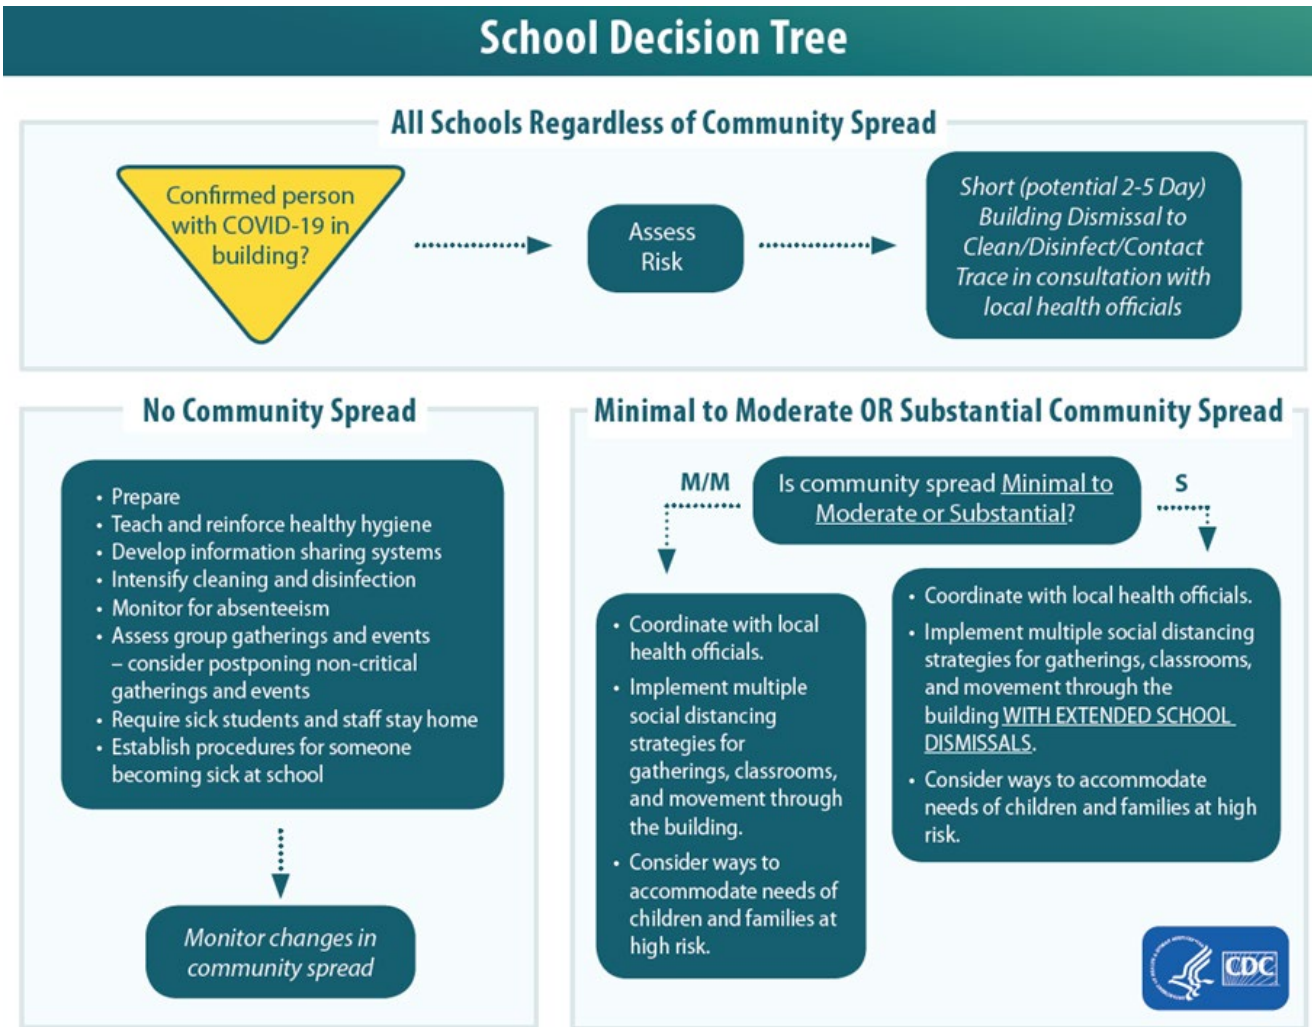 School Decision Tree
All Schools Regardless of Community Spread
Confirmed person
with COVID-19 in
building?
Assess
Risk
Short (potential 2-5 Day)
Building Dismissal to
Clean/Disinfect/Contact
Trace in consultation with
local health officials
No Community Spread
• Prepare
• Teach and reinforce healthy hygiene
• Develop information sharing systems
• Intensify cleaning and disinfection
• Monitor for absenteeism
• Assess group gatherings and events
– consider postponing non-critical
gatherings and events
• Require sick students and staff stay home
• Establish procedures for someone
becoming sick at school
Monitor changes in
community spread
Minimal to Moderate OR Substantial Community Spread
M/M
Is community spread Minimal to
Moderate or Substantial?
S
• Coordinate with local
health officials.
• Implement multiple
social distancing
strategies for
gatherings, classrooms,
and movement through
the building.
• Consider ways to
accommodate needs of
children and families at
high risk.
• Coordinate with local health officials.
• Implement multiple social distancing
strategies for gatherings, classrooms,
and movement through the
building WITH EXTENDED SCHOOL
DISMISSALS.
• Consider ways to accommodate
needs of children and families at high
risk.
CDC